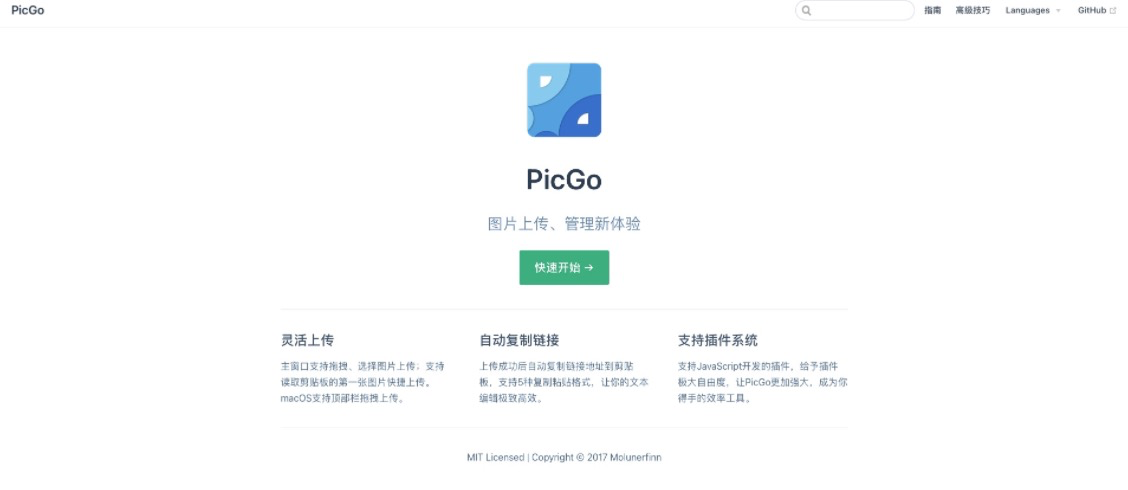 PicGo
指南 高级技巧 Languages GitHub
PicGo
图片上传、管理新体验
快速开始 →
灵活上传
主窗口支持拖拽、选择图片上传；支持
读取剪贴板的第一张图片快捷上传。
macOS支持顶部栏拖拽上传。
自动复制链接
上传成功后自动复制链接地址到剪贴
板，支持5种复制粘贴格式，让你的文本
编辑极致高效。
支持插件系统
支持JavaScript开发的插件，给予插件
极大自由度，让PicGo更加强大，成为你
得手的效率工具。
MIT Licensed | Copyright © 2017 Molunerfinn